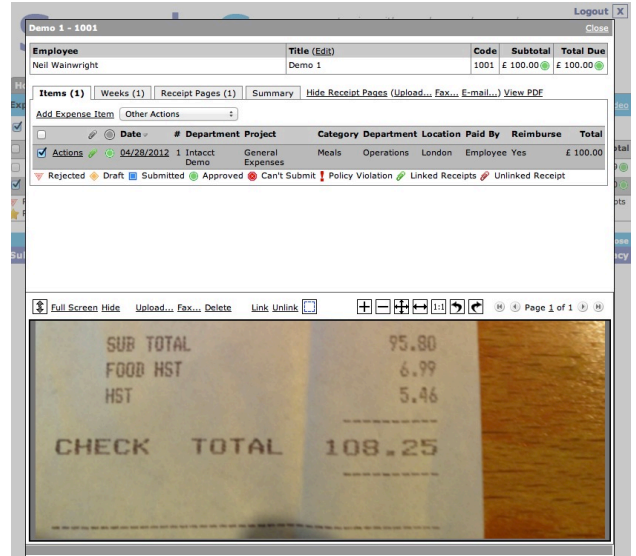 Logout X
Demo 1 - 1001 Close
Employee Title (Edit) Code Subtotal Total Due
Neil Wainwright Demo 1 1001 £ 100.00 £ 100.00
Items (1) Weeks (1) Receipt Pages (1) Summary Hide Receipt Pages (Upload... Fax... E-mail...) View PDF
Add Expense Item Other Actions
Date # Department Project Category Department Location Paid By Reimburse Total
Actions 04/28/2012 1 Intacct Demo General Expenses Meals Operations London Employee Yes £ 100.00
Rejected Draft Submitted Approved Can't Submit Policy Violation Linked Receipts Unlinked Receipt
Full Screen Hide Upload... Fax... Delete Link Unlink 1:1 Page 1 of 1
SUB TOTAL 95.80
FOOD HST 6.99
HST 5.46
CHECK TOTAL 108.25